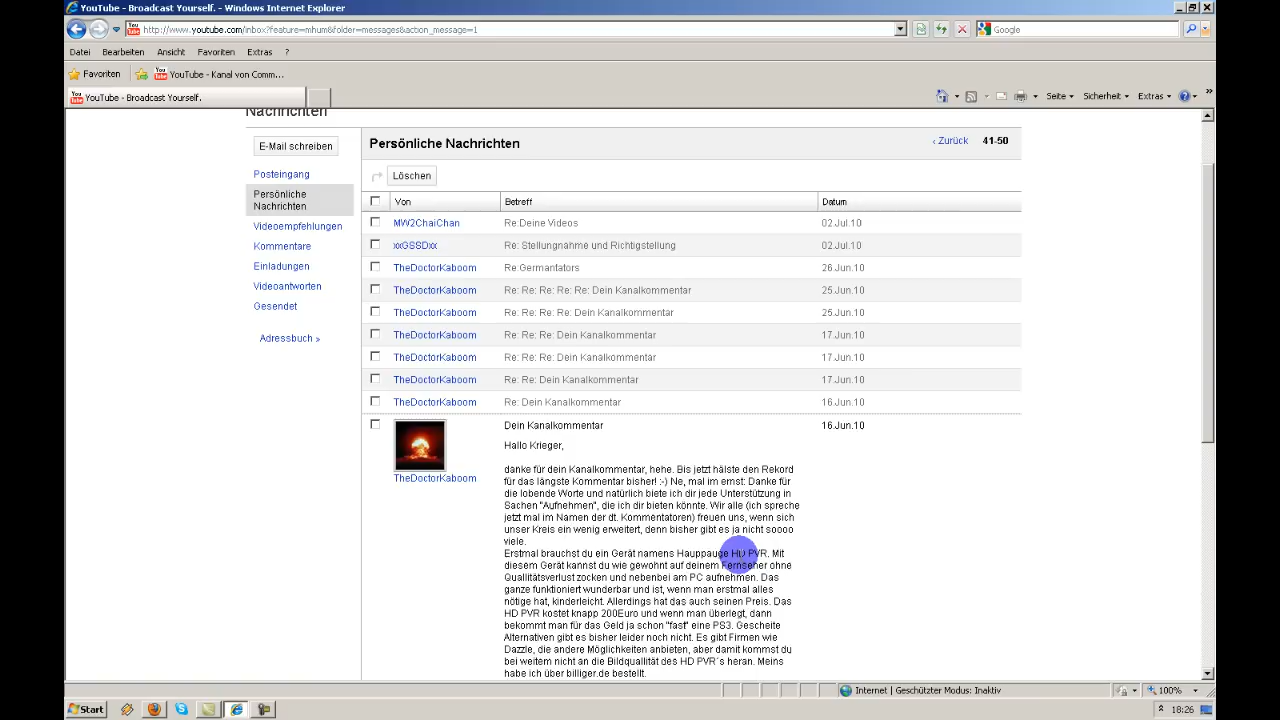 YouTube - Broadcast Yourself. - Windows Internet Explorer
http://www.youtube.com/inbox?feature=mhum&folder=messages&action_message=1
Google
Datei Bearbeiten Ansicht Favoriten Extras ?
Favoriten YouTube - Kanal von Comm...
YouTube - Broadcast Yourself.
Seite Sicherheit Extras
Nachrichten
E-Mail schreiben
Posteingang
Persönliche
Nachrichten
Videoempfehlungen
Kommentare
Einladungen
Videoantworten
Gesendet
Adressbuch »
Persönliche Nachrichten
‹ Zurück 41-50
Löschen
Von Betreff Datum
MW2ChaiChan Re:Deine Videos 02.Jul.10
xxGSSDxx Re: Stellungnahme und Richtigstellung 02.Jul.10
TheDoctorKaboom Re:Germantators 26.Jun.10
TheDoctorKaboom Re: Re: Re: Re: Re: Dein Kanalkommentar 25.Jun.10
TheDoctorKaboom Re: Re: Re: Re: Dein Kanalkommentar 25.Jun.10
TheDoctorKaboom Re: Re: Re: Dein Kanalkommentar 17.Jun.10
TheDoctorKaboom Re: Re: Re: Dein Kanalkommentar 17.Jun.10
TheDoctorKaboom Re: Re: Dein Kanalkommentar 17.Jun.10
TheDoctorKaboom Re: Dein Kanalkommentar 16.Jun.10
Dein Kanalkommentar 16.Jun.10
TheDoctorKaboom
Hallo Krieger,
danke für dein Kanalkommentar, hehe. Bis jetzt hälste den Rekord
für das längste Kommentar bisher! :-) Ne, mal im ernst: Danke für
die lobende Worte und natürlich biete ich dir jede Unterstützung in
Sachen "Aufnehmen", die ich dir bieten könnte. Wir alle (ich spreche
jetzt mal im Namen der dt. Kommentatoren) freuen uns, wenn sich
unser Kreis ein wenig erweitert, denn bisher gibt es ja nicht soooo
viele.
Erstmal brauchst du ein Gerät namens Hauppauge HD PVR. Mit
diesem Gerät kannst du wie gewohnt auf deinem Fernseher ohne
Quallitätsverlust zocken und nebenbei am PC aufnehmen. Das
ganze funktioniert wunderbar und ist, wenn man erstmal alles
nötige hat, kinderleicht. Allerdings hat das auch seinen Preis. Das
HD PVR kostet knapp 200Euro und wenn man überlegt, dann
bekommt man für das Geld ja schon "fast" eine PS3. Gescheite
Alternativen gibt es bisher leider noch nicht. Es gibt Firmen wie
Dazzle, die andere Möglichkeiten anbieten, aber damit kommst du
bei weitem nicht an die Bildquallität des HD PVR´s heran. Meins
habe ich über billiger.de bestellt.
Internet | Geschützter Modus: Inaktiv
100%
Start
18:26